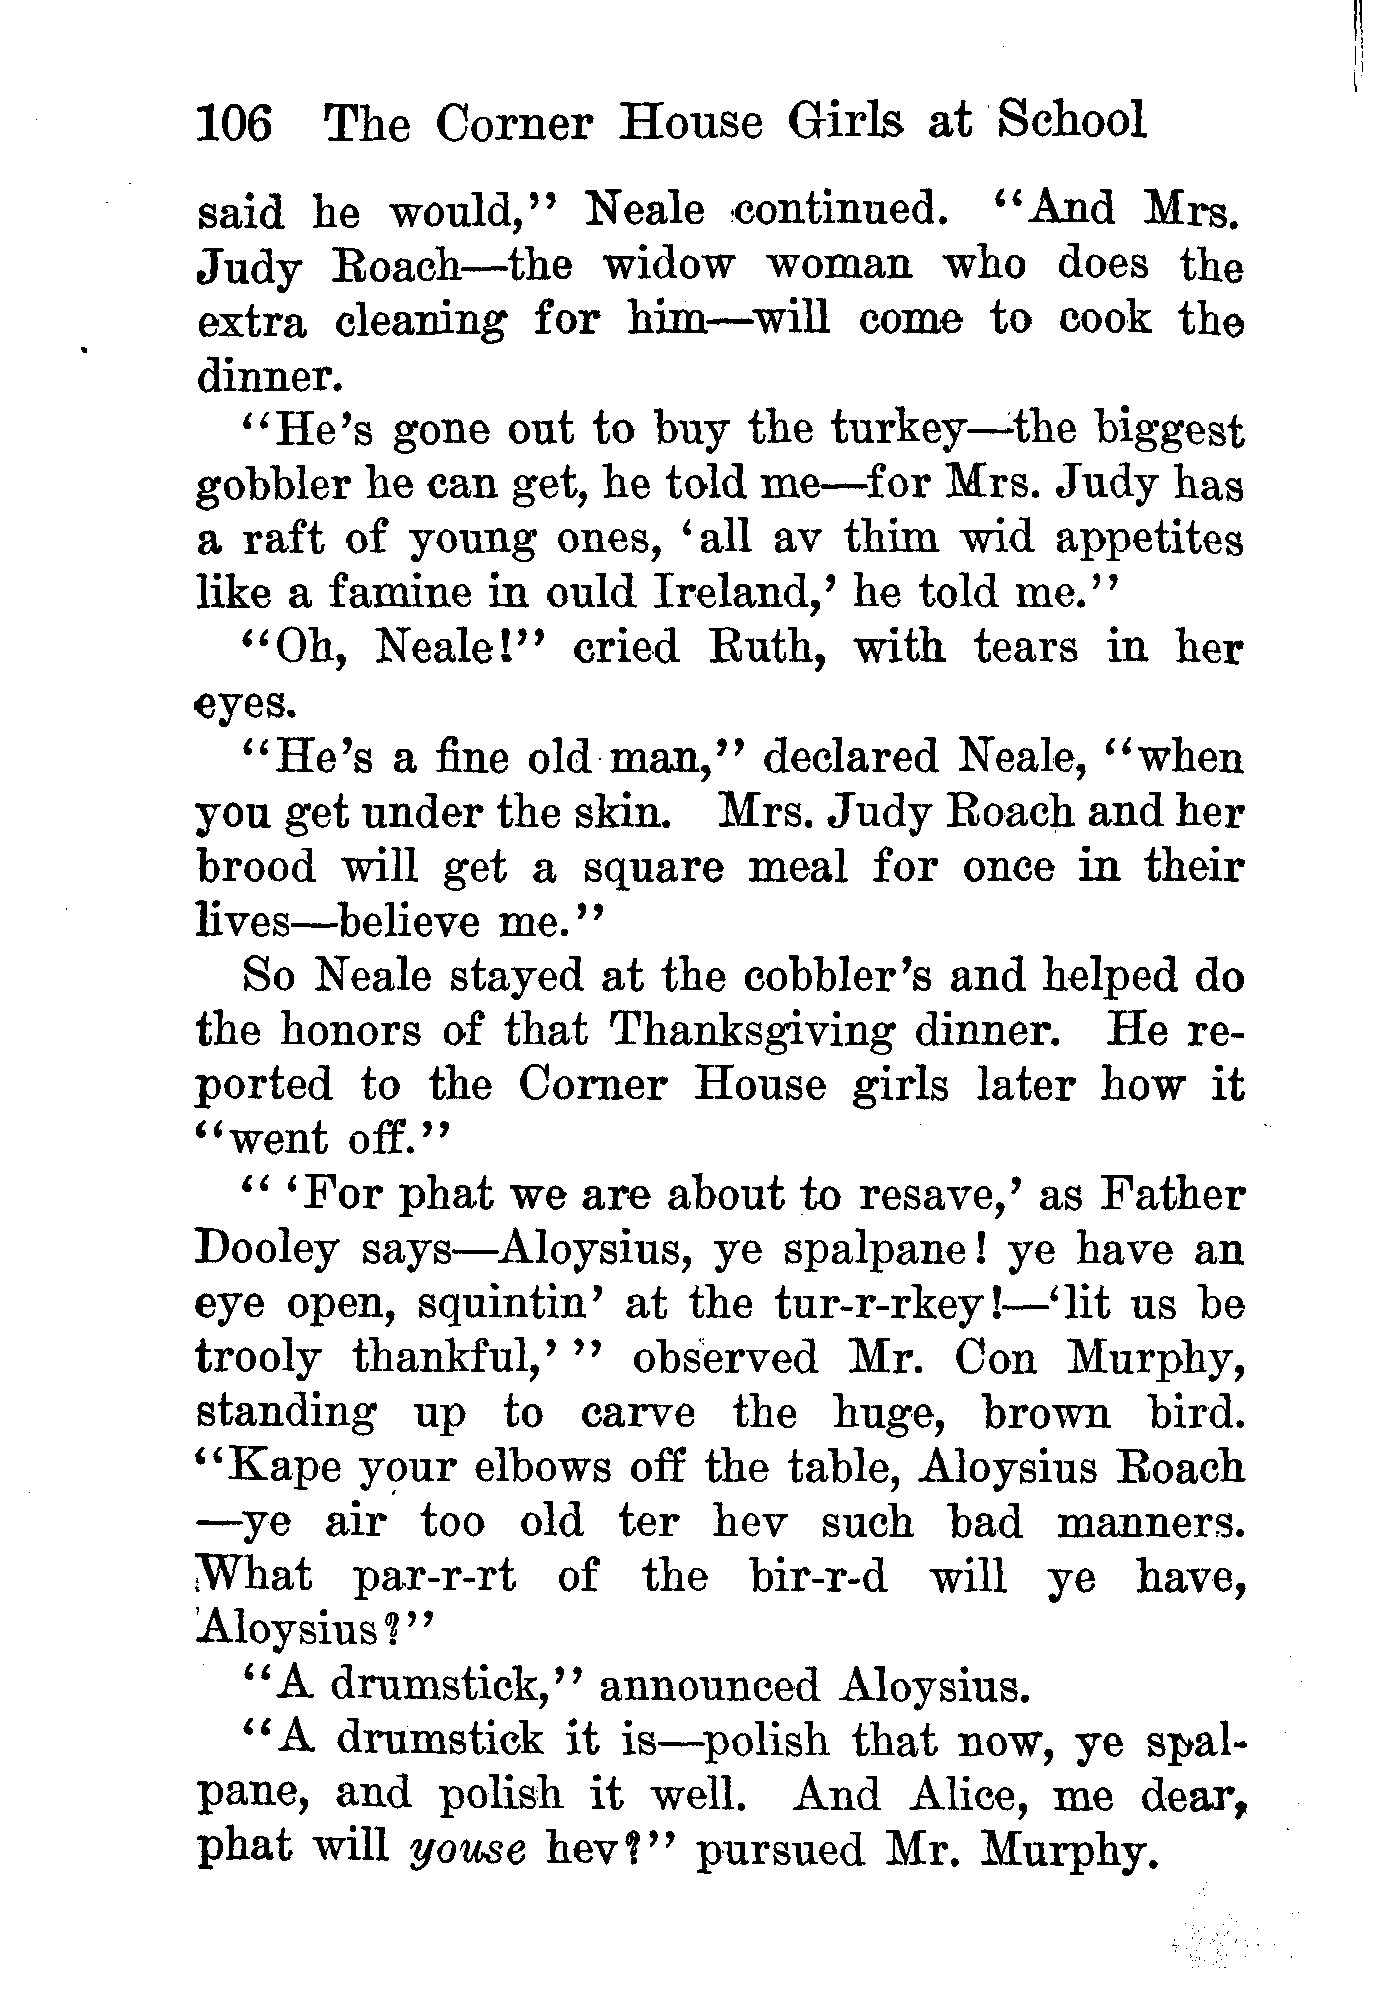 106 The Corner House Girls at School
said he would," Neale continued. "And Mrs.
Judy Roach—the widow woman who does the
extra cleaning for him—will come to cook the
dinner.
"He's gone out to buy the turkey—the biggest
gobbler he can get, he told me—for Mrs. Judy has
a raft of young ones, 'all av thim wid appetites
like a famine in ould Ireland,' he told me."
"Oh, Neale!" cried Ruth, with tears in her
eyes.
"He's a fine old man," declared Neale, "when
you get under the skin. Mrs. Judy Roach and her
brood will get a square meal for once in their
lives—believe me."
So Neale stayed at the cobbler's and helped do
the honors of that Thanksgiving dinner. He re-
ported to the Corner House girls later how it
"went off."
" 'For phat we are about to resave,' as Father
Dooley says—Aloysius, ye spalpane! ye have an
eye open, squintin' at the tur-r-rkey!—'lit us be
trooly thankful,' " observed Mr. Con Murphy,
standing up to carve the huge, brown bird.
"Kape your elbows off the table, Aloysius Roach
—ye air too old ter hev such bad manners.
What par-r-rt of the bir-r-d will ye have,
Aloysius?"
"A drumstick," announced Aloysius.
"A drumstick it is—polish that now, ye spal-
pane, and polish it well. And Alice, me dear,
phat will youse hev?" pursued Mr. Murphy.